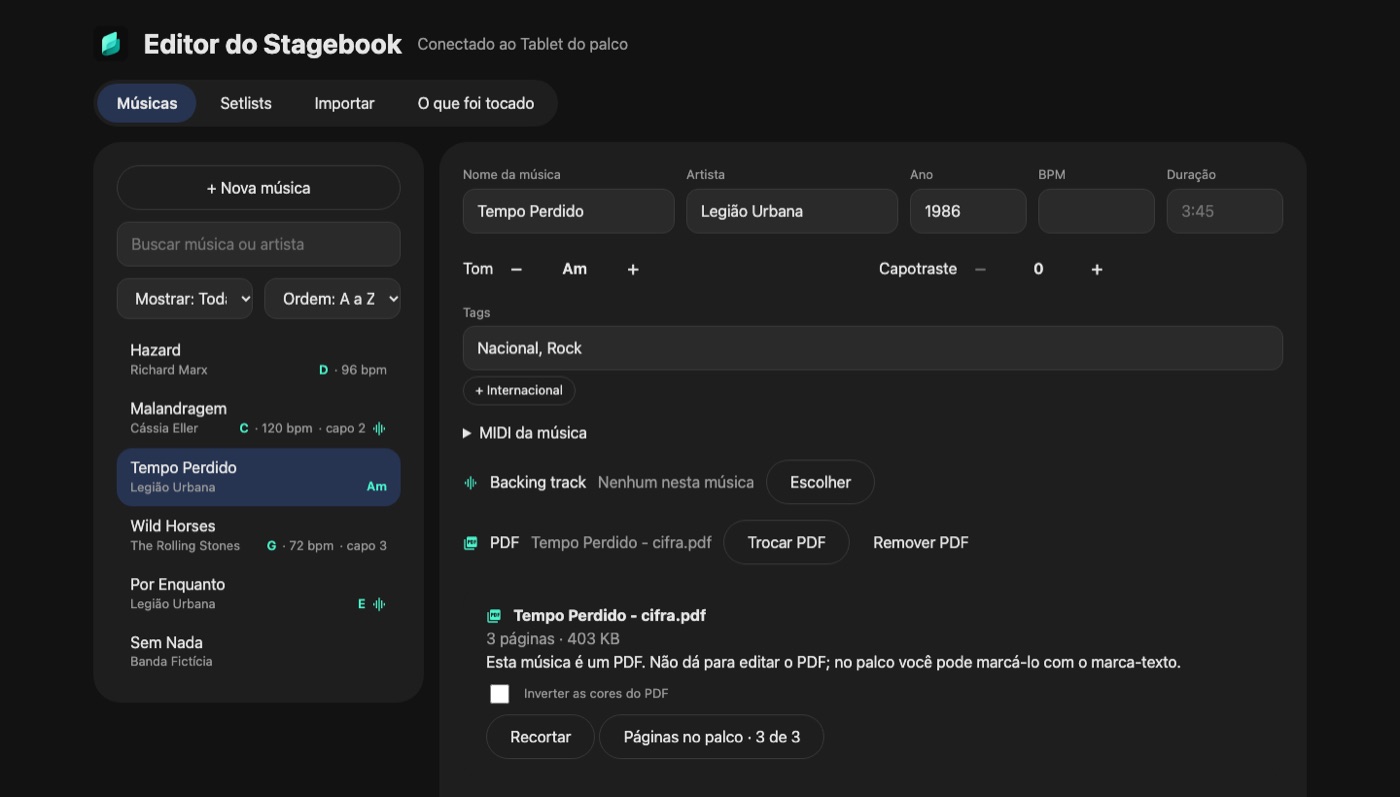 Editor do Stagebook Conectado ao Tablet do palco
Músicas Setlists Importar O que foi tocado
+ Nova música
Buscar música ou artista
Mostrar: Toda Ordem: A a Z
Hazard
Richard Marx D · 96 bpm
Malandragem
Cássia Eller C · 120 bpm · capo 2
Tempo Perdido
Legião Urbana Am
Wild Horses
The Rolling Stones G · 72 bpm · capo 3
Por Enquanto
Legião Urbana E
Sem Nada
Banda Fictícia
Nome da música Artista Ano BPM Duração
Tempo Perdido Legião Urbana 1986 3:45
Tom − Am + Capotraste − 0 +
Tags
Nacional, Rock
+ Internacional
MIDI da música
Backing track Nenhum nesta música Escolher
PDF Tempo Perdido - cifra.pdf Trocar PDF Remover PDF
Tempo Perdido - cifra.pdf
3 páginas · 403 KB
Esta música é um PDF. Não dá para editar o PDF; no palco você pode marcá-lo com o marca-texto.
Inverter as cores do PDF
Recortar Páginas no palco · 3 de 3